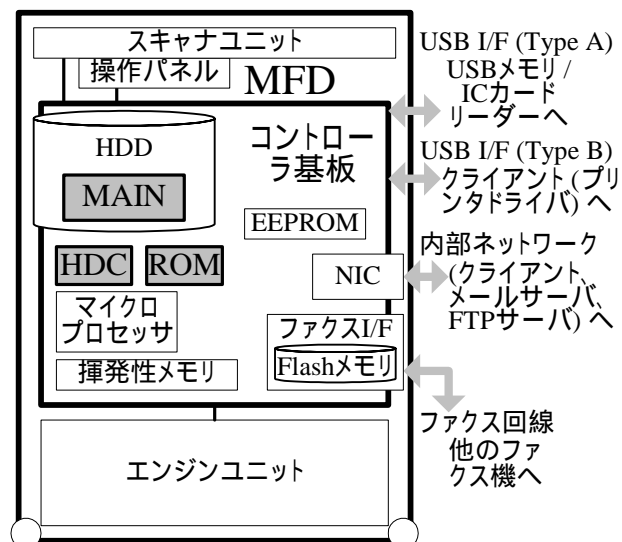 スキャナユニット
操作パネル
MFD
HDD
MAIN
コントロー
ラ基板
EEPROM
HDC
ROM
NIC
マイクロ
プロセッサ
ファクスI/F
Flashメモリ
揮発性メモリ
エンジンユニット
USB I/F (Type A)
USBメモリ /
ICカード
リーダーへ
USB I/F (Type B)
クライアント (プリ
ンタドライバ) へ
内部ネットワーク
(クライアント、
メールサーバ、
FTPサーバ) へ
ファクス回線
他のファ
クス機へ